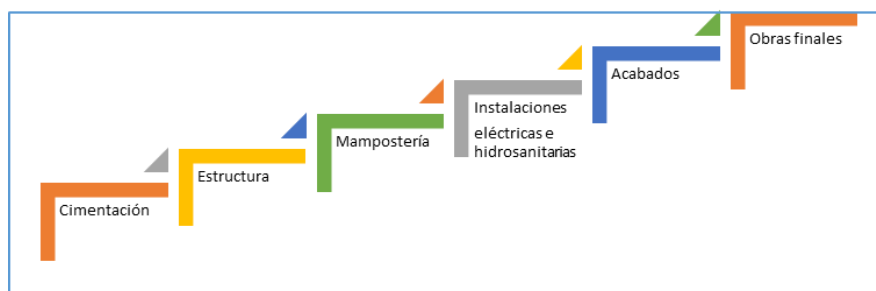 Cimentación
Estructura
Mampostería
Instalaciones
eléctricas e
hidrosanitarias
Acabados
Obras finales